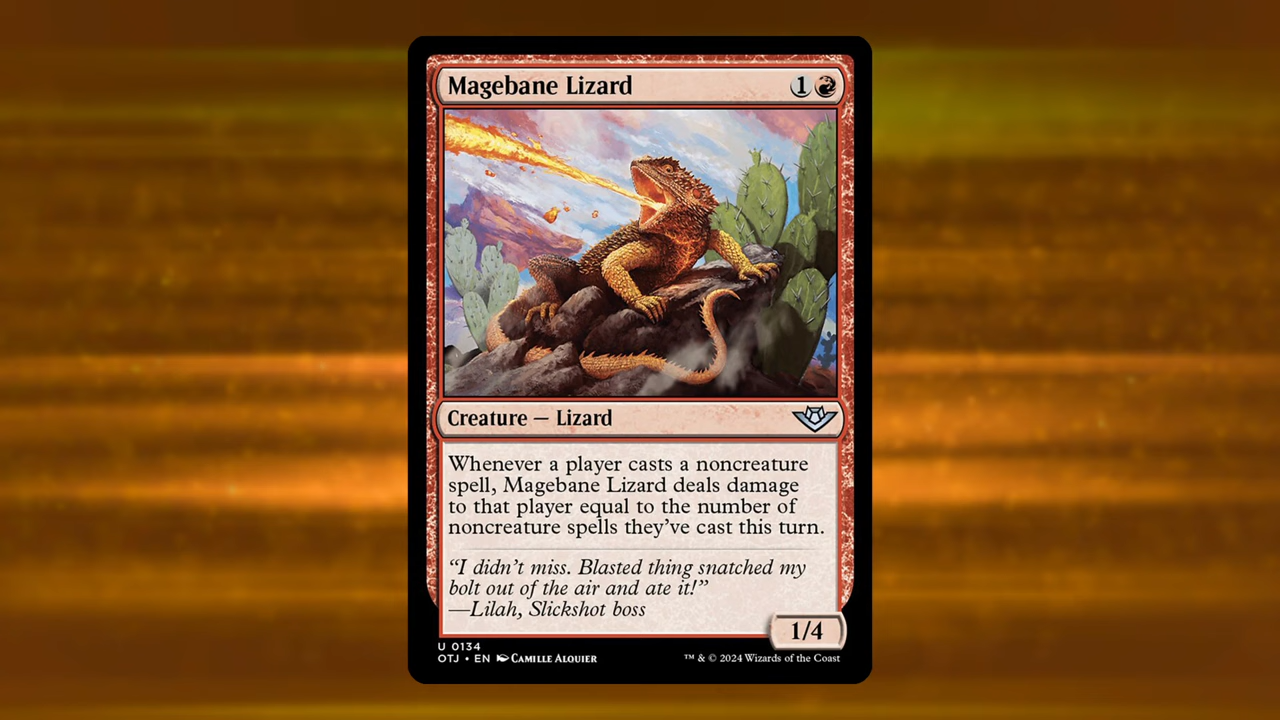 Magebane Lizard 1
Creature — Lizard
Whenever a player casts a noncreature
spell, Magebane Lizard deals damage
to that player equal to the number of
noncreature spells they've cast this turn.
“I didn't miss. Blasted thing snatched my
bolt out of the air and ate it!”
—Lilah, Slickshot boss
1/4
U 0134
OTJ • EN Camille Alquier
™ & © 2024 Wizards of the Coast